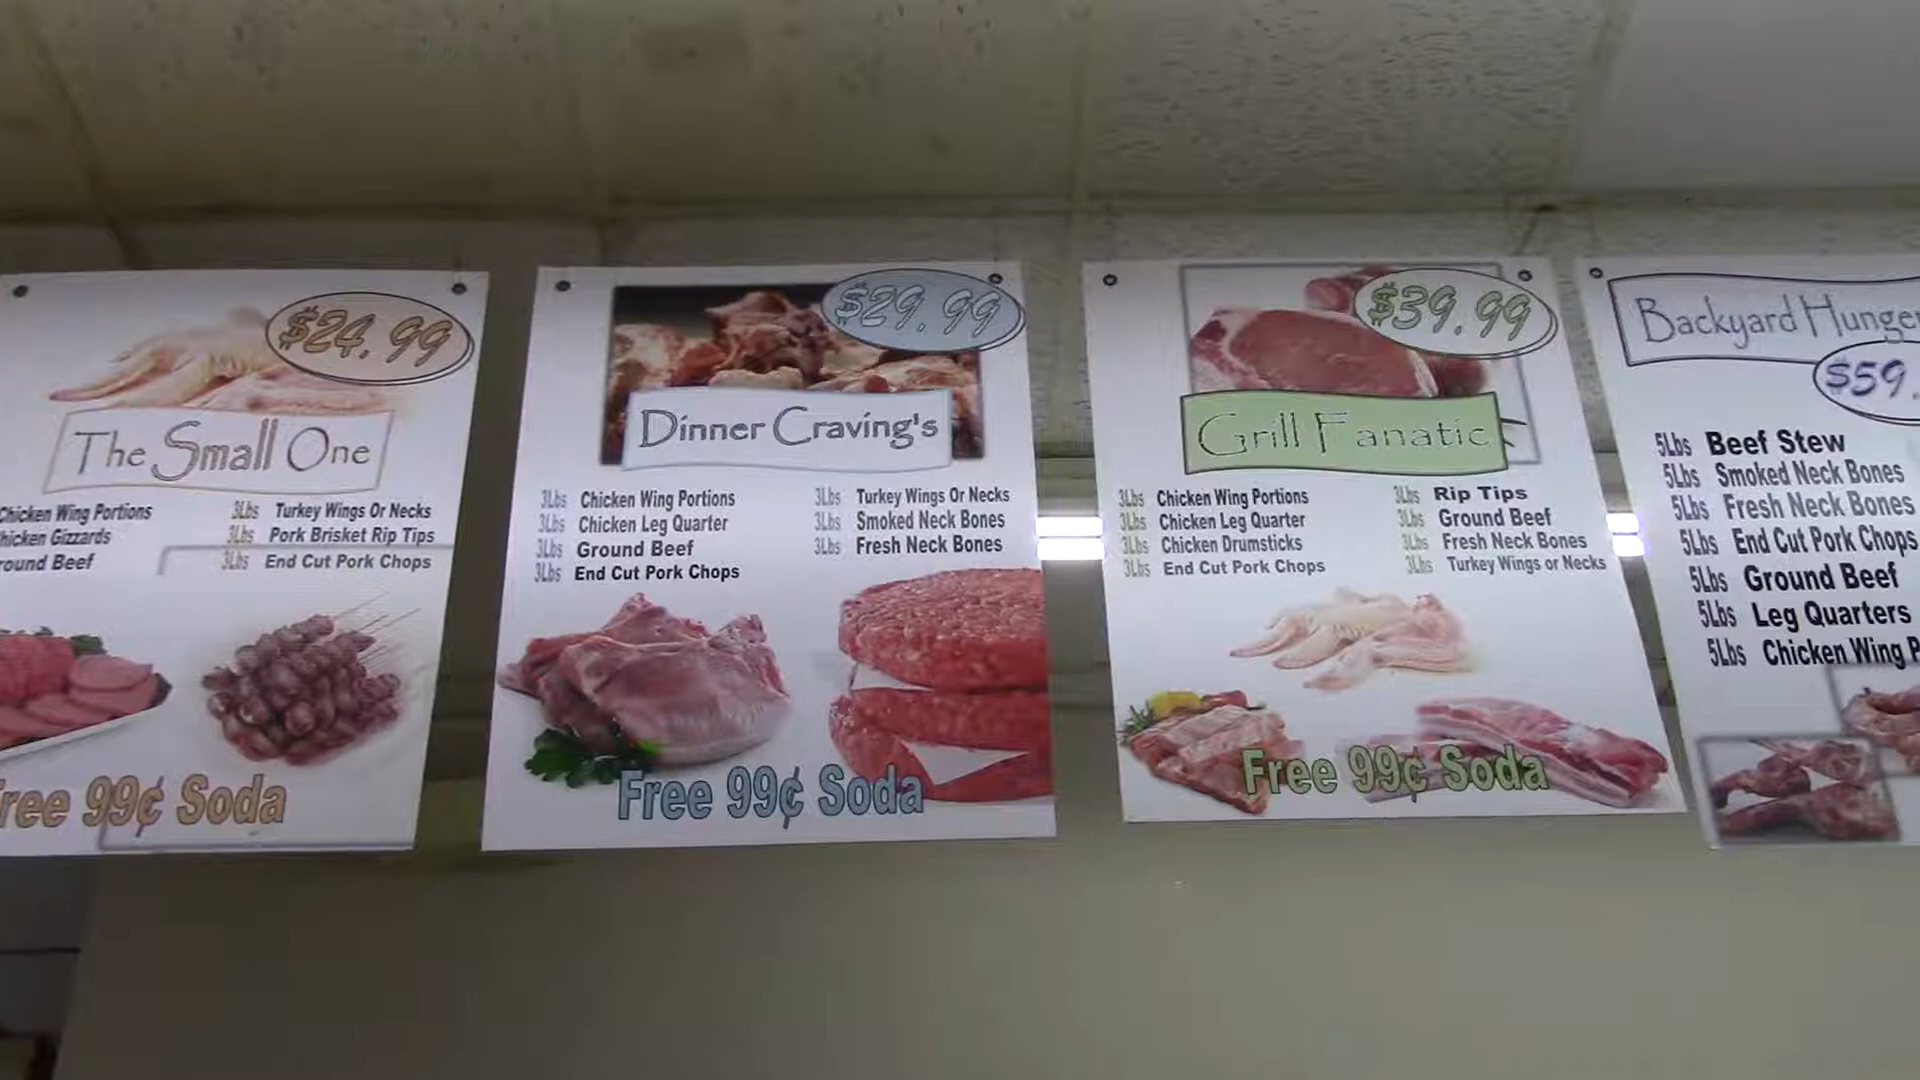 $24.99
The Small One
Chicken Wing Portions
Chicken Gizzards
Ground Beef
3Lbs Turkey Wings Or Necks
3Lbs Pork Brisket Rip Tips
3Lbs End Cut Pork Chops
Free 99¢ Soda
$29.99
Dinner Craving's
3Lbs Chicken Wing Portions
3Lbs Chicken Leg Quarter
3Lbs Ground Beef
3Lbs End Cut Pork Chops
3Lbs Turkey Wings Or Necks
3Lbs Smoked Neck Bones
3Lbs Fresh Neck Bones
Free 99¢ Soda
$39.99
Grill Fanatic
3Lbs Chicken Wing Portions
3Lbs Chicken Leg Quarter
3Lbs Chicken Drumsticks
3Lbs End Cut Pork Chops
3Lbs Rip Tips
3Lbs Ground Beef
3Lbs Fresh Neck Bones
3Lbs Turkey Wings or Necks
Free 99¢ Soda
Backyard Hunger
$59.
5Lbs Beef Stew
5Lbs Smoked Neck Bones
5Lbs Fresh Neck Bones
5Lbs End Cut Pork Chops
5Lbs Ground Beef
5Lbs Leg Quarters
5Lbs Chicken Wing P